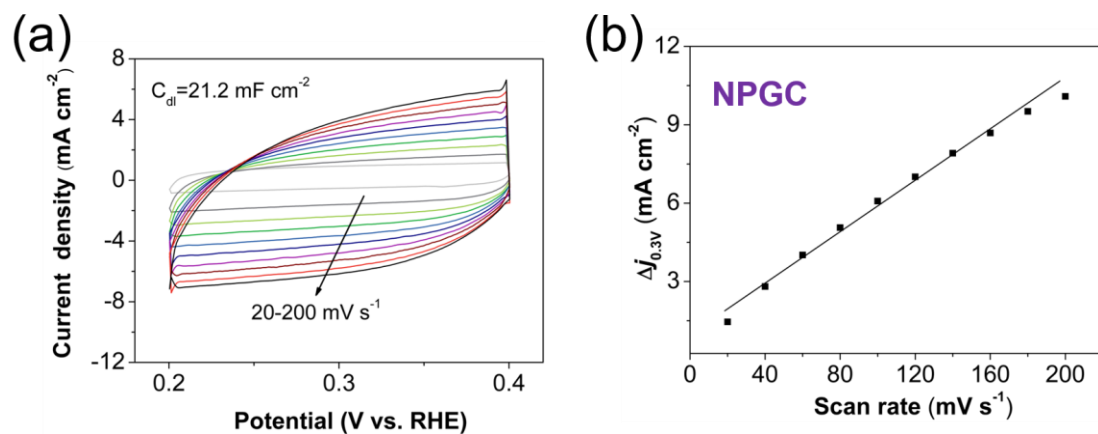 (a)
C_dl=21.2 mF cm⁻²
20-200 mV s⁻¹
Current density (mA cm⁻²)
8
4
0
-4
-8
-12
0.2
0.3
0.4
Potential (V vs. RHE)
(b)
NPGC
Δj_0.3V (mA cm⁻²)
12
9
6
3
0
40
80
120
160
200
Scan rate (mV s⁻¹)